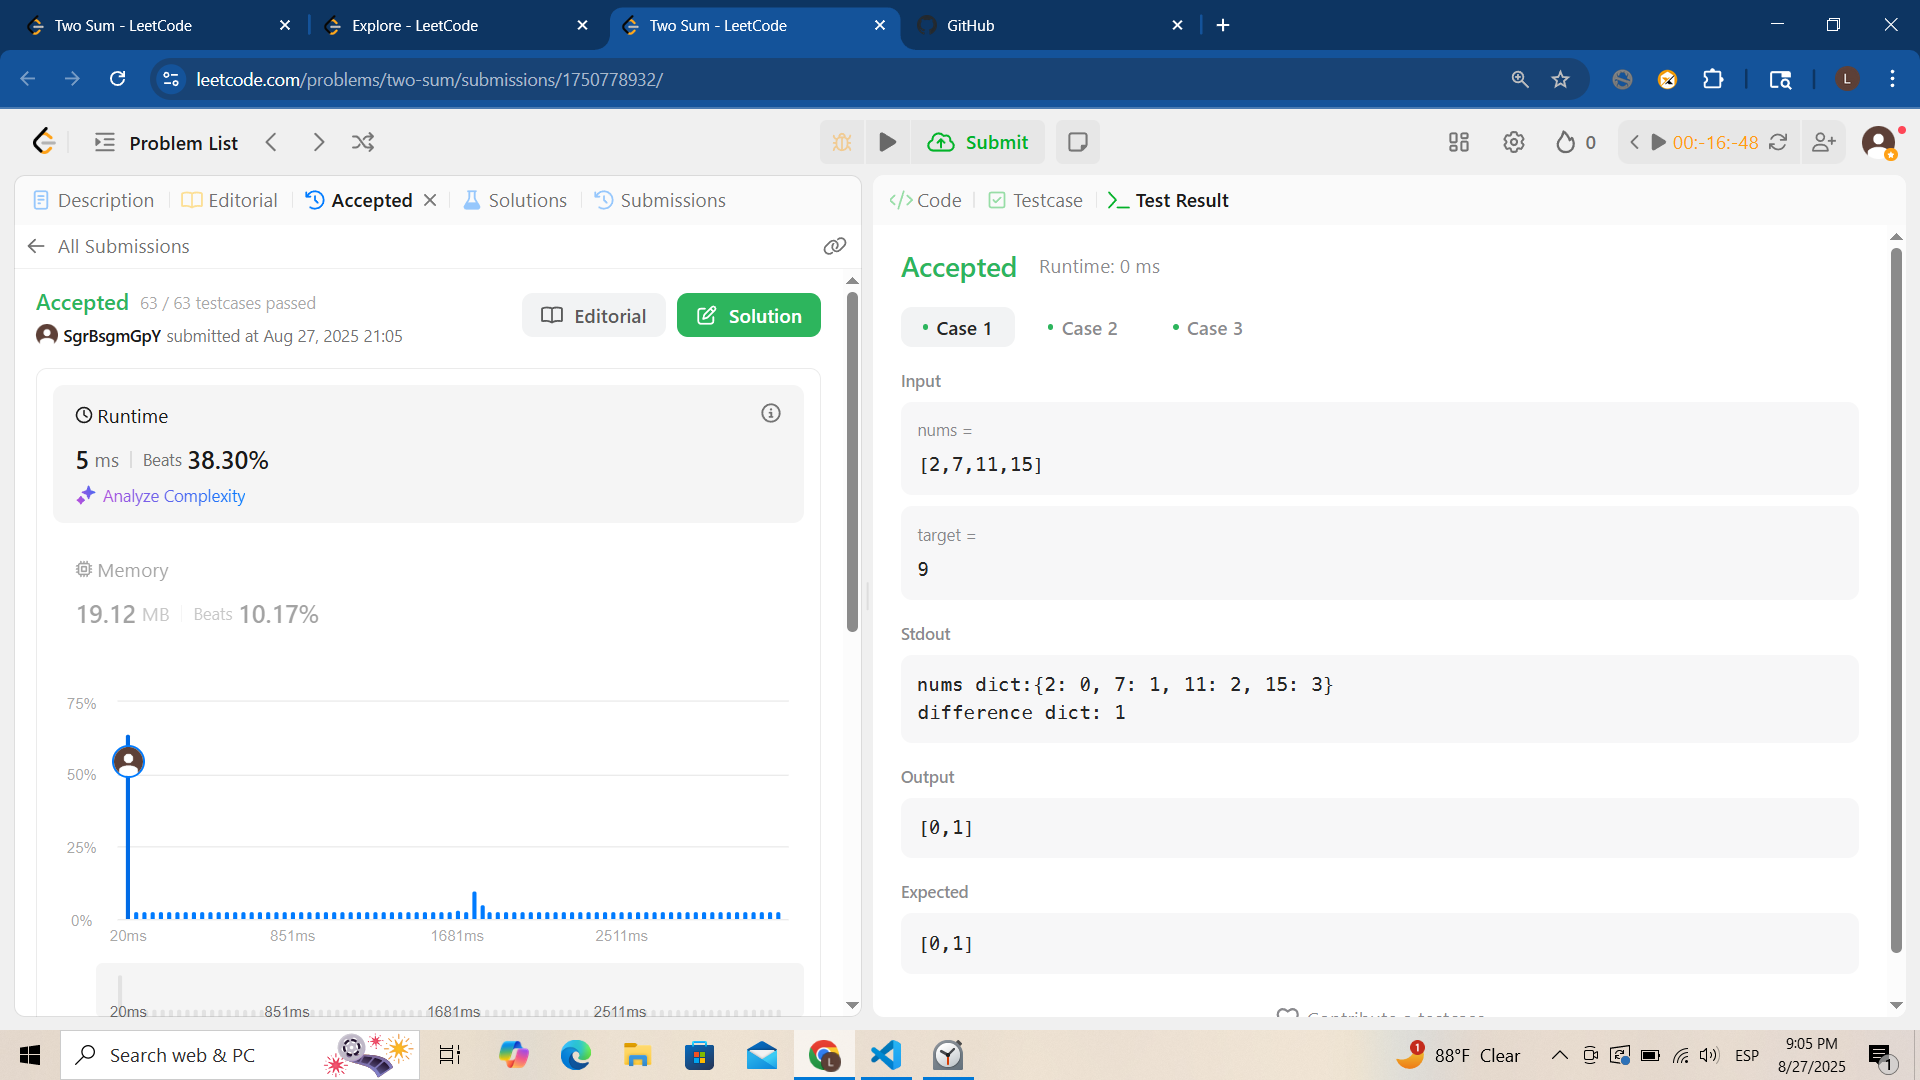 Two Sum - LeetCode
Explore - LeetCode
Two Sum - LeetCode
GitHub
leetcode.com/problems/two-sum/submissions/1750778932/
L
Problem List
Submit
0
00:-16:-48
Description
Editorial
Accepted
Solutions
Submissions
All Submissions
Accepted 63 / 63 testcases passed
SgrBsgmGpY submitted at Aug 27, 2025 21:05
Editorial
Solution
Runtime
5 ms Beats 38.30%
Analyze Complexity
Memory
19.12 MB Beats 10.17%
75%
50%
25%
0%
20ms 851ms 1681ms 2511ms
20ms 851ms 1681ms 2511ms
</> Code
Testcase
Test Result
Accepted Runtime: 0 ms
Case 1
Case 2
Case 3
Input
nums =
[2,7,11,15]
target =
9
Stdout
nums dict:{2: 0, 7: 1, 11: 2, 15: 3}
difference dict: 1
Output
[0,1]
Expected
[0,1]
Contribute a testcase
Search web & PC
L
1
88°F Clear
ESP
9:05 PM
8/27/2025
1